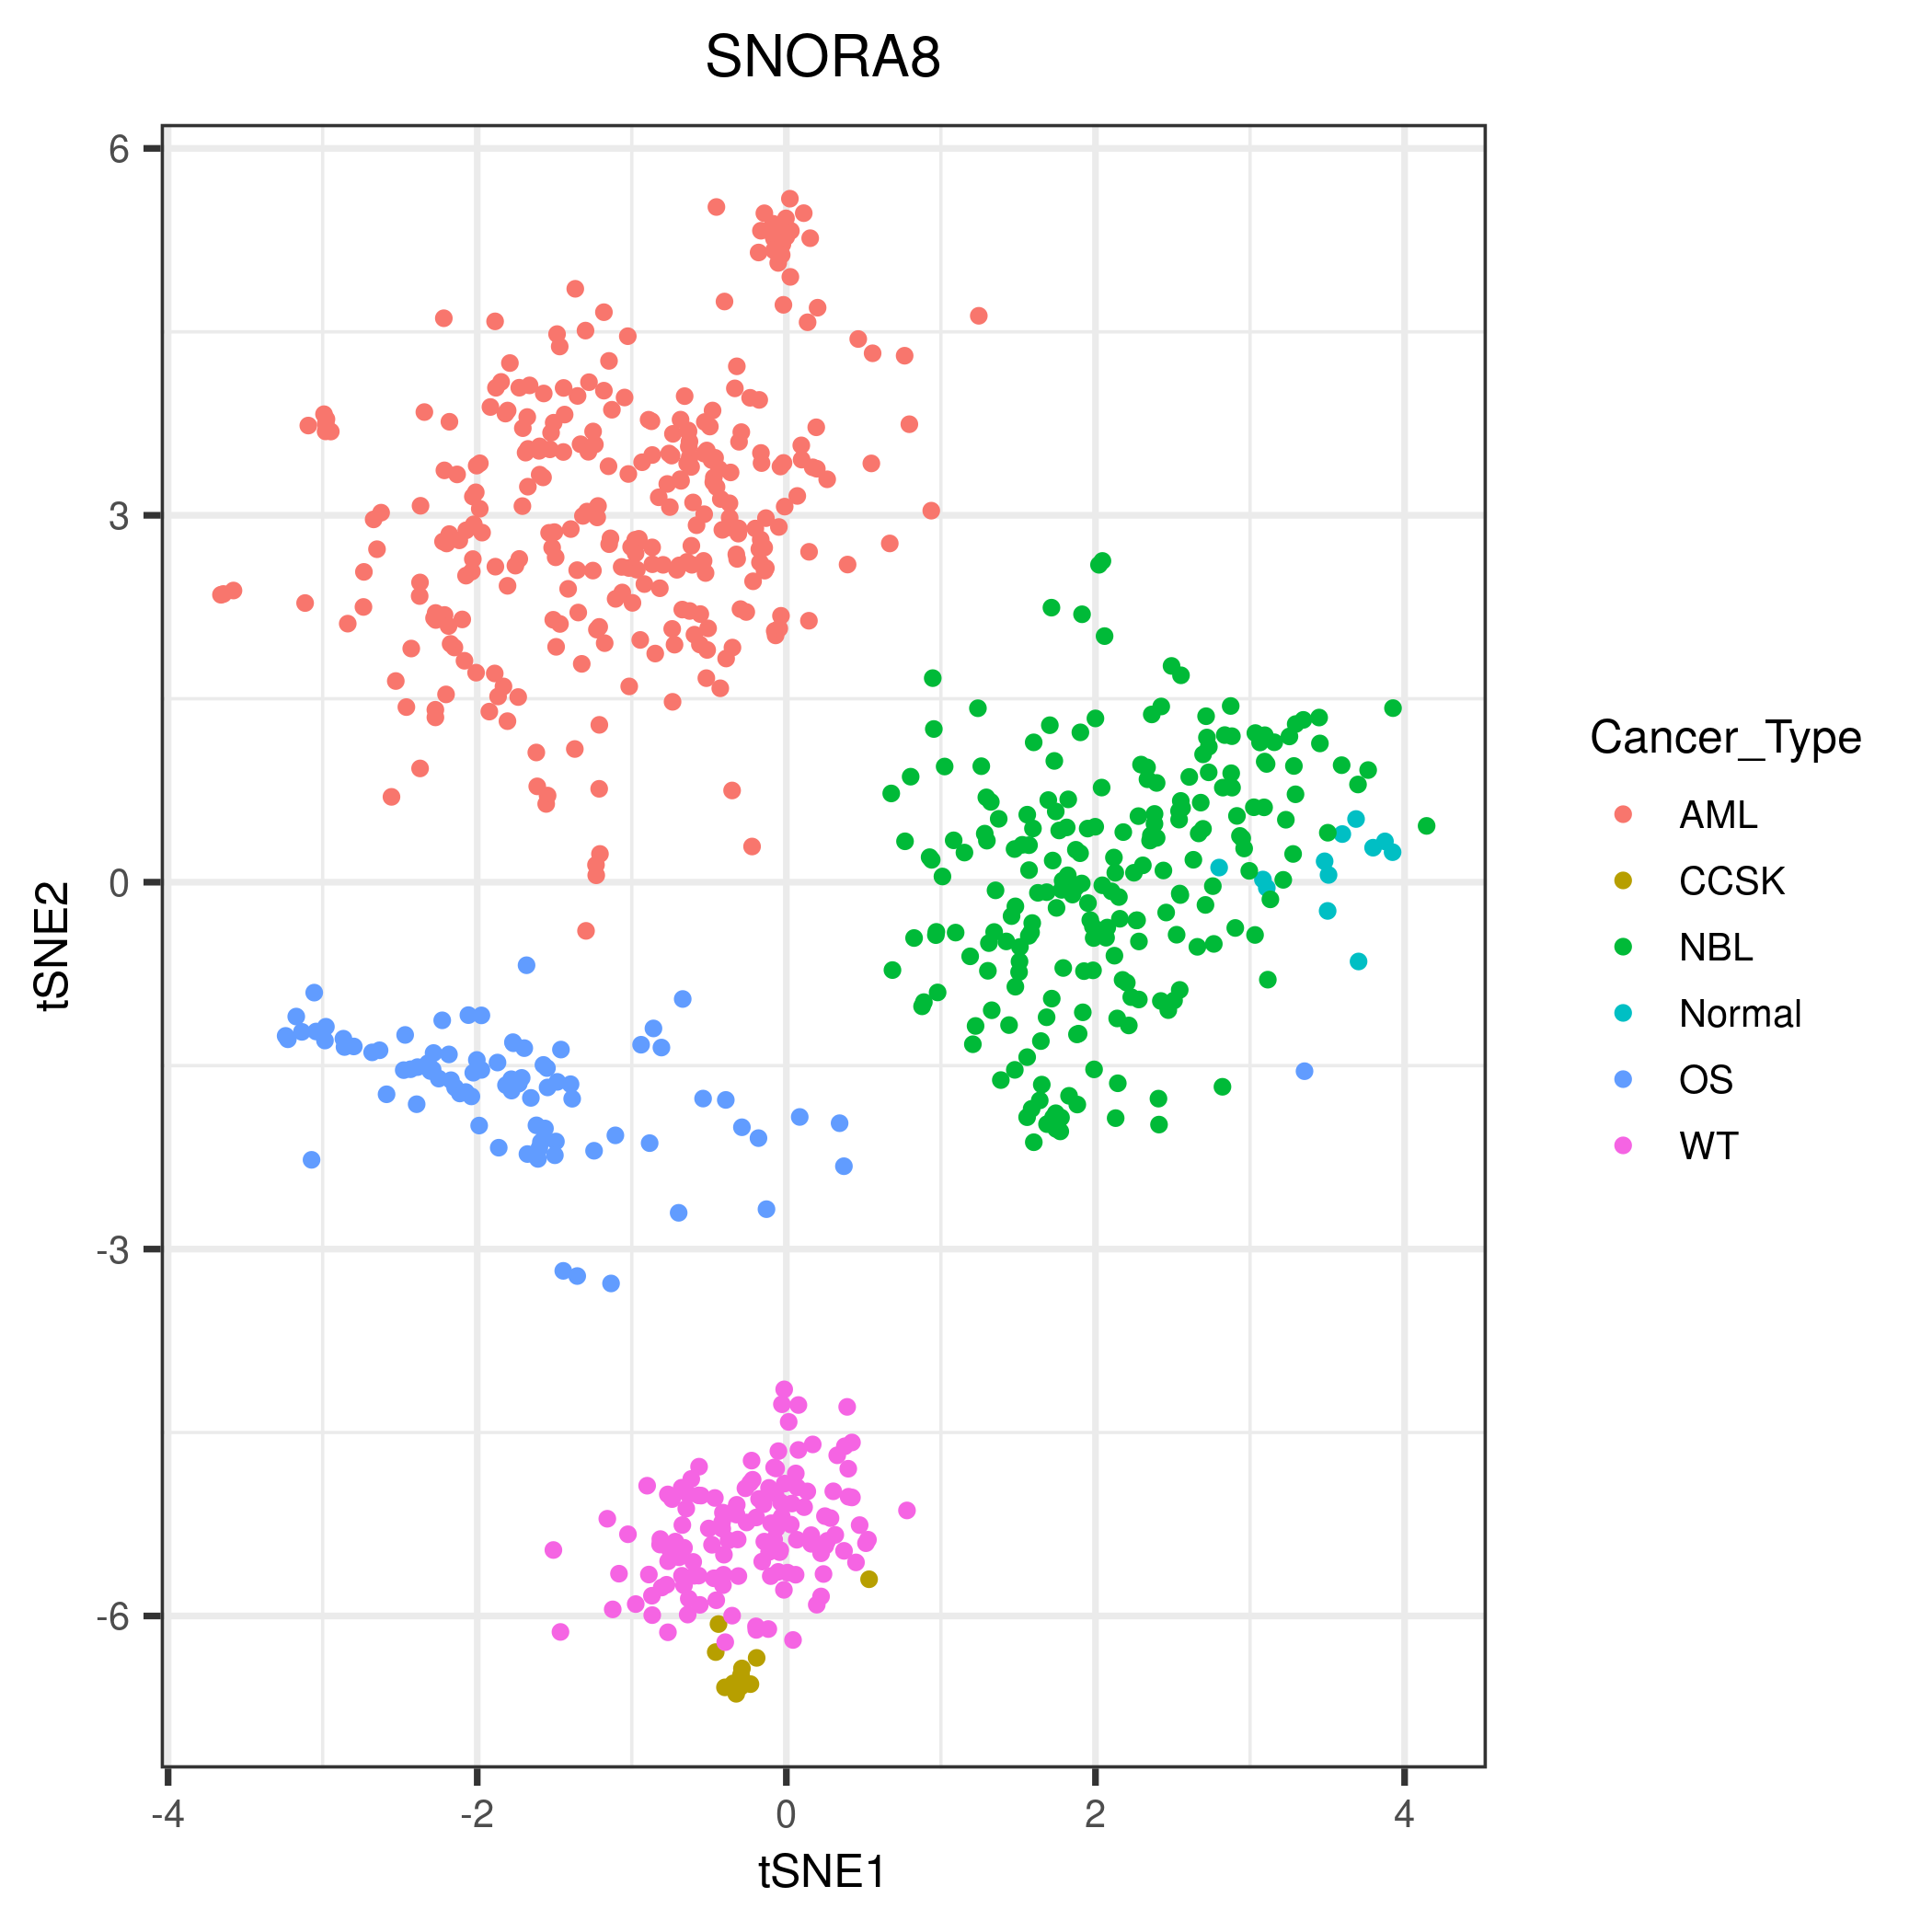 SNORA8
6
3
0
-3
-6
tSNE2
-4 -2 0 2 4
tSNE1
Cancer_Type
AML
CCSK
NBL
Normal
OS
WT